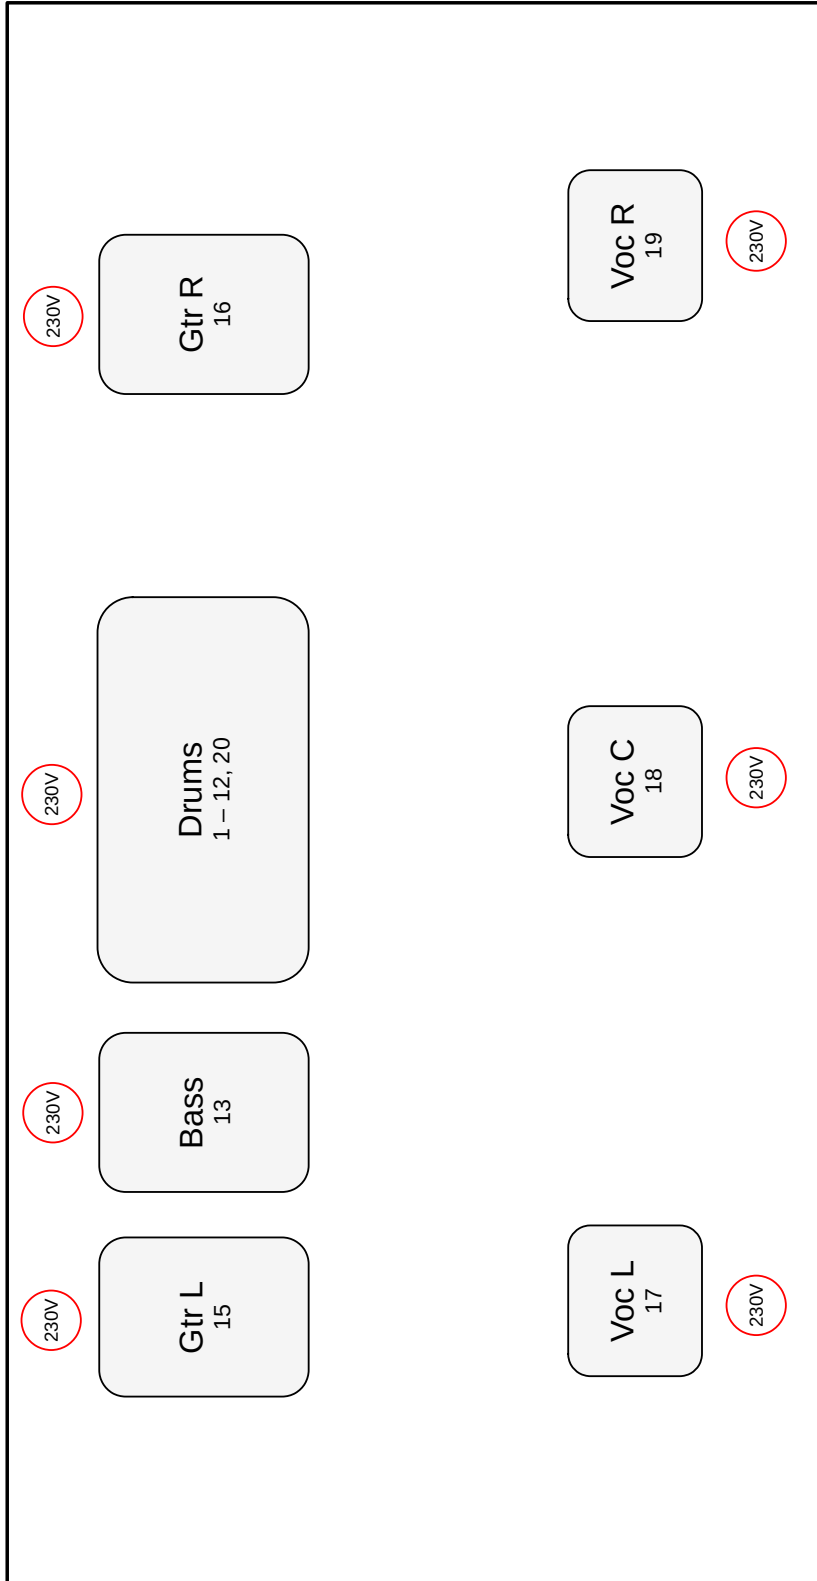 230V
230V
230V
230V
Gtr L
15
Bass
13
Drums
1 – 12, 20
Gtr R
16
Voc L
17
Voc C
18
Voc R
19
230V
230V
230V